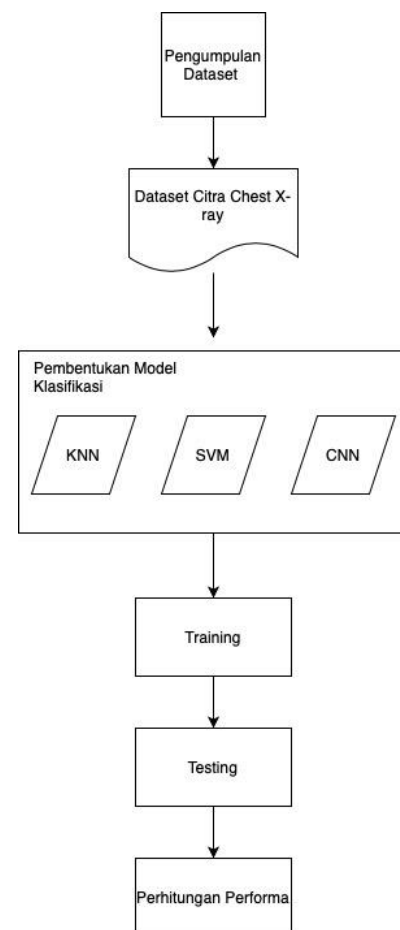 Pengumpulan
Dataset
Dataset Citra Chest X-
ray
Pembentukan Model
Klasifikasi
KNN
SVM
CNN
Training
Testing
Perhitungan Performa